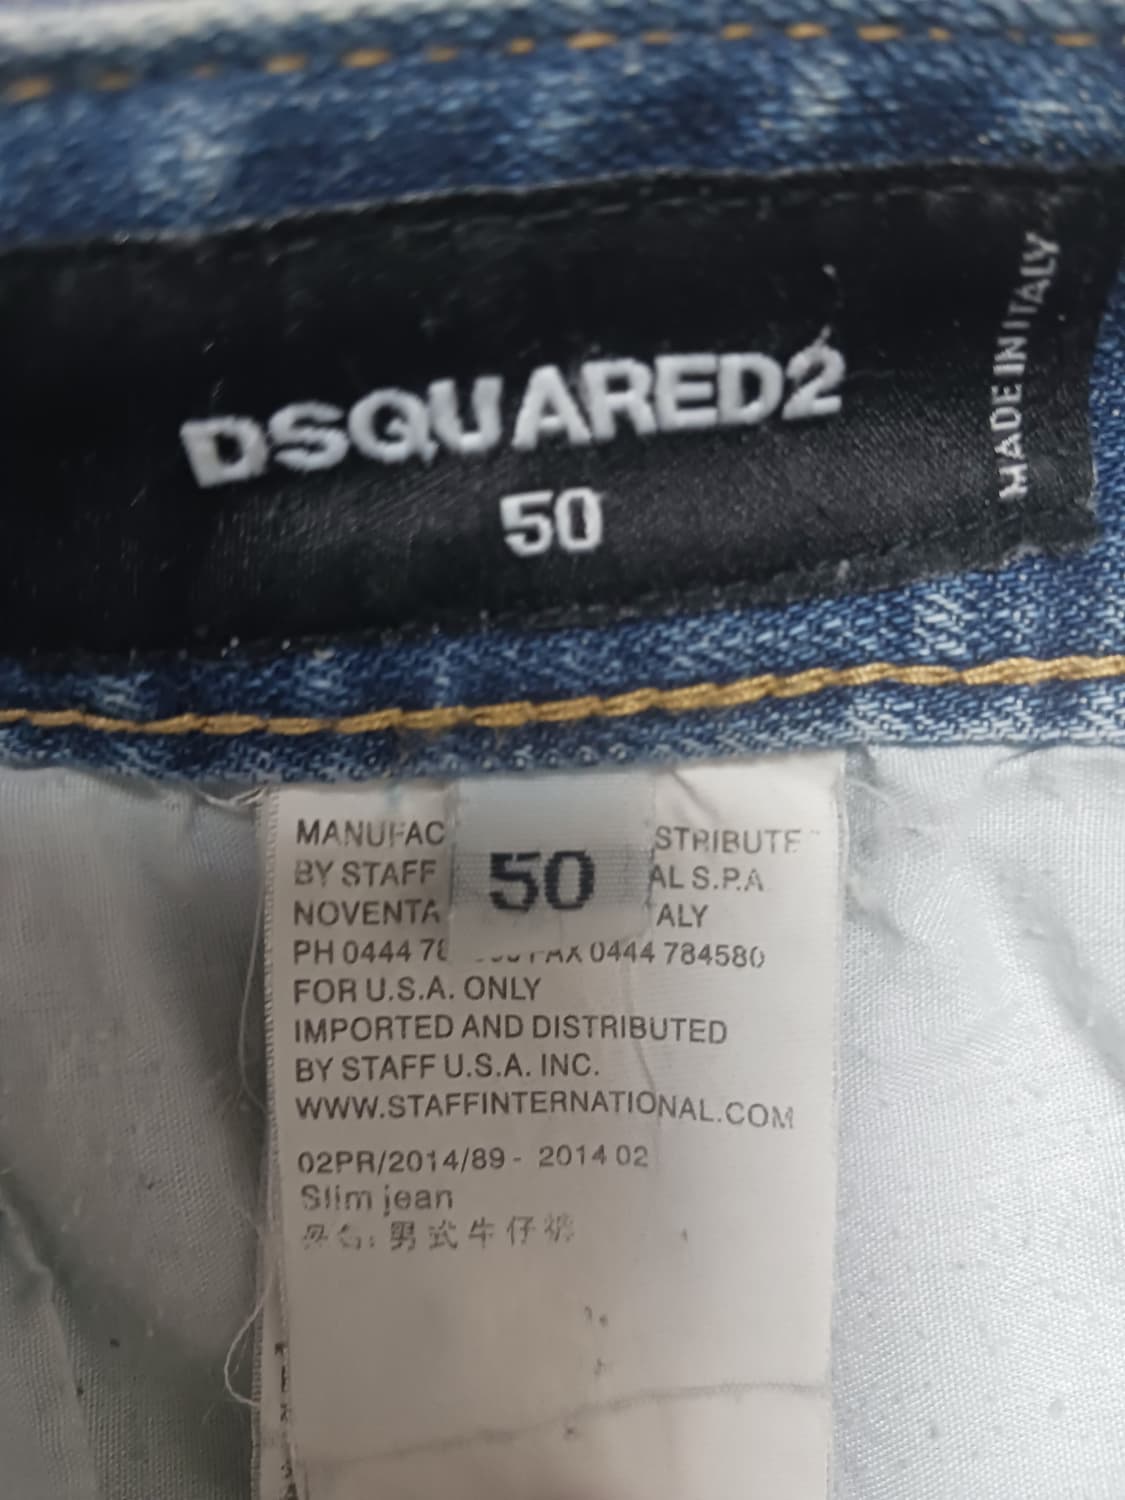 DSQUARED2
50
MADE IN ITALY
50
MANUFAC STRIBUTE
BY STAFF AL S.P.A.
NOVENTA ALY
PH 0444 78 FAX 0444 784580
FOR U.S.A. ONLY
IMPORTED AND DISTRIBUTED
BY STAFF U.S.A. INC.
WWW.STAFFINTERNATIONAL.COM
02PR/2014/89 - 2014 02
Slim jean
品名: 男式牛仔裤